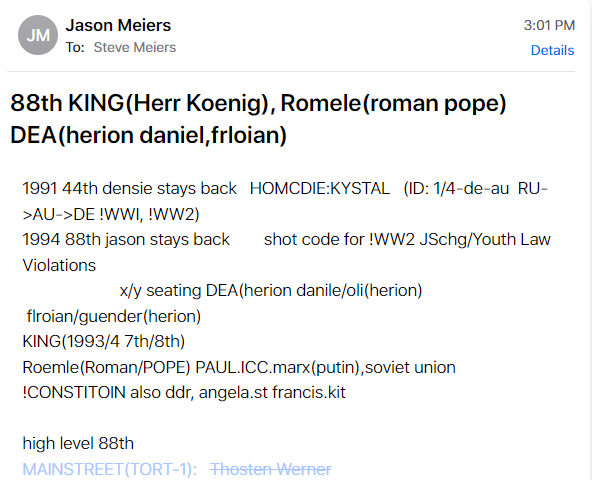 JM
Jason Meiers
3:01 PM
To: Steve Meiers
Details
88th KING(Herr Koenig), Romele(roman pope)
DEA(herion daniel,frloian)
1991 44th densie stays back HOMCDIE:KYSTAL (ID: 1/4-de-au RU-
>AU->DE !WWI, !WW2)
1994 88th jason stays back shot code for !WW2 JSchg/Youth Law
Violations
x/y seating DEA(herion danile/oli(herion)
flroian/guender(herion)
KING(1993/4 7th/8th)
Roemle(Roman/POPE) PAUL.ICC.marx(putin),soviet union
!CONSTITOIN also ddr, angela.st francis.kit
high level 88th
MAINSTREET(TORT-1): Thosten Werner